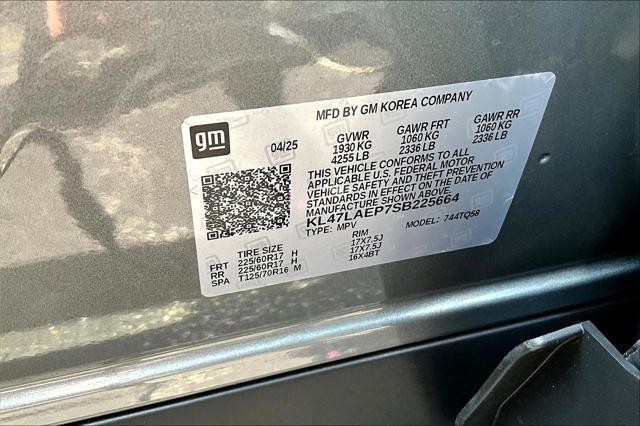 MFD BY GM KOREA COMPANY
gm 04/25 GVWR GAWR FRT GAWR RR
1930 KG 1060 KG 1060 KG
4255 LB 2336 LB 2336 LB
THIS VEHICLE CONFORMS TO ALL
APPLICABLE U.S. FEDERAL MOTOR
VEHICLE SAFETY AND THEFT PREVENTION
STANDARDS IN EFFECT ON THE DATE OF
MANUFACTURE SHOWN ABOVE.
KL47LAEP7SB225664
TYPE: MPV MODEL: 744TQ58
TIRE SIZE RIM
FRT 225/60R17 H 17X7.5J
RR 225/60R17 H 17X7.5J
SPA T125/70R16 M 16X4BT